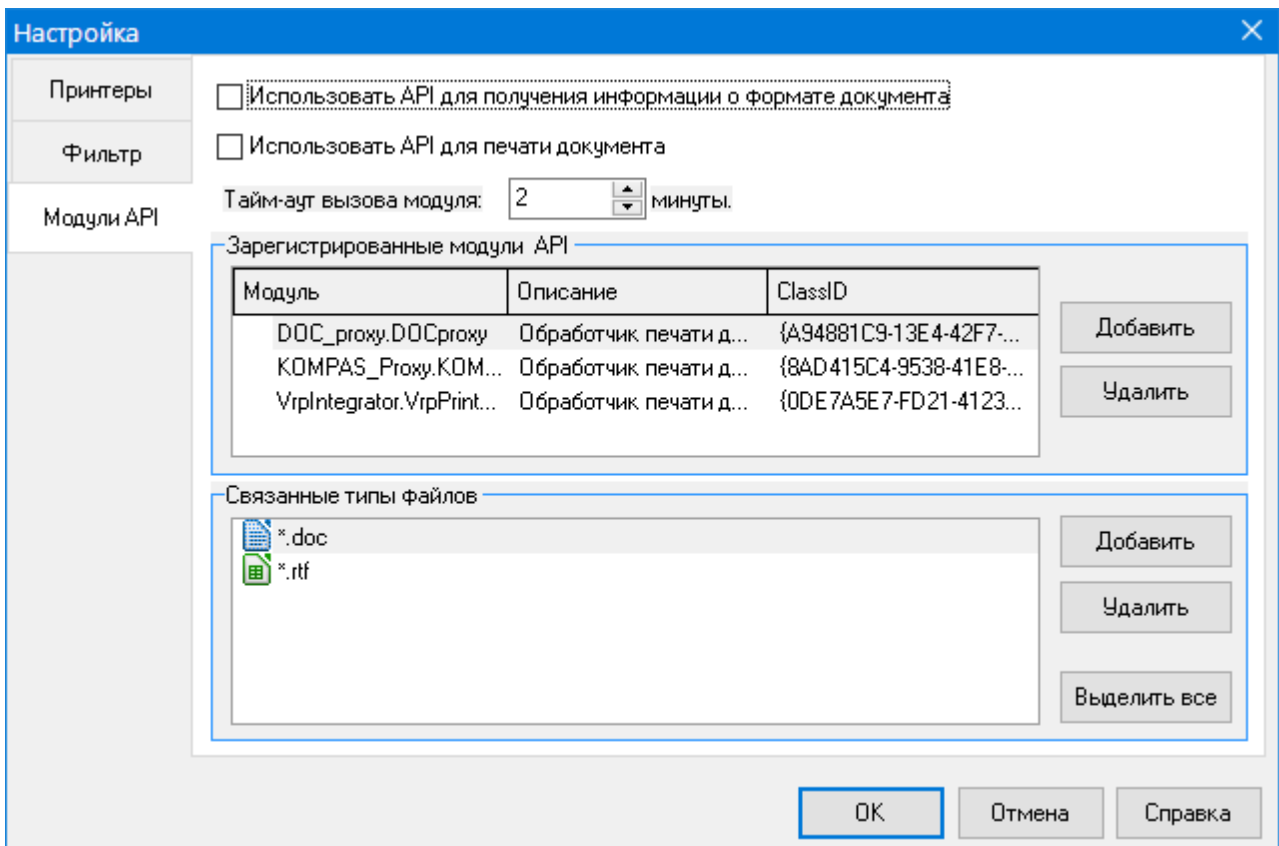 Настройка
Принтеры
Фильтр
Модули API
Использовать API для получения информации о формате документа
Использовать API для печати документа
Тайм-аут вызова модуля: 2 минуты.
Зарегистрированные модули API
Модуль Описание ClassID
DOC_proxy.DOCproxy Обработчик печати д... {A94881C9-13E4-42F7-...
KOMPAS_Proxy.KOM... Обработчик печати д... {8AD415C4-9538-41E8-...
VrpIntegrator.VrpPrint... Обработчик печати д... {0DE7A5E7-FD21-4123...
Добавить
Удалить
Связанные типы файлов
*.doc
*.rtf
Добавить
Удалить
Выделить все
OK Отмена Справка